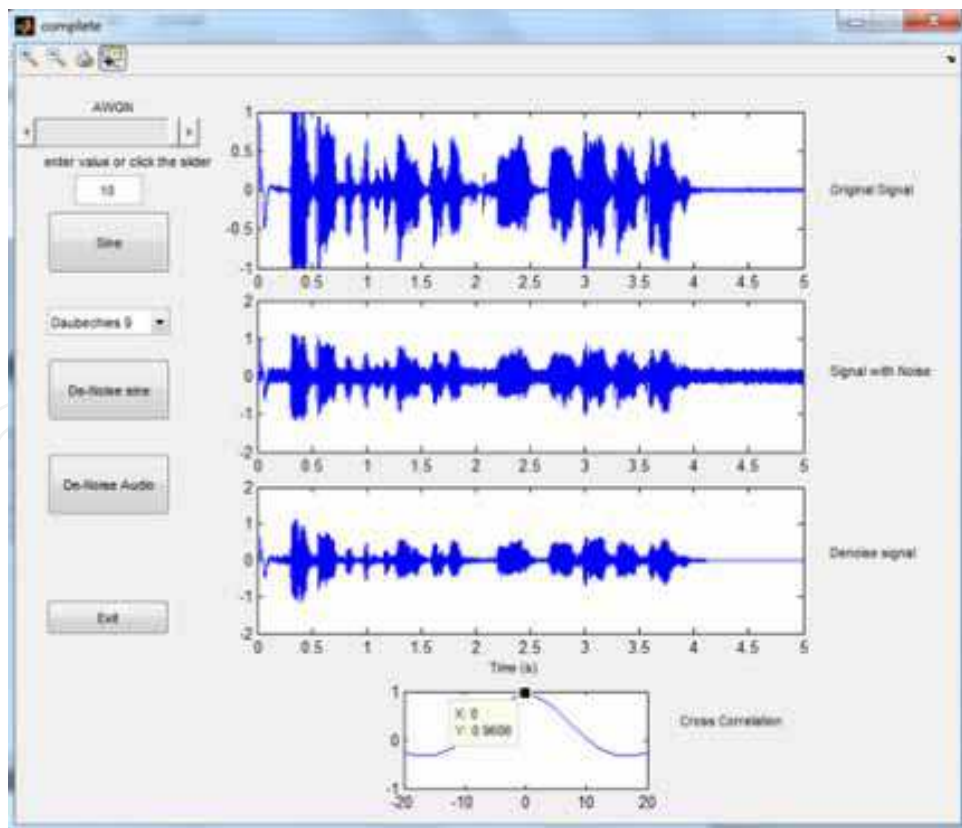 complete
AWGN
enter value or click the slider
10
Sine
Daubechies 9
De-Noise sine
De-Noise Audio
Exit
1
0.5
0
-0.5
-1
0 0.5 1 1.5 2 2.5 3 3.5 4 4.5 5
Original Signal
2
1
0
-1
-2
0 0.5 1 1.5 2 2.5 3 3.5 4 4.5 5
Signal with Noise
2
1
0
-1
-2
0 0.5 1 1.5 2 2.5 3 3.5 4 4.5 5
Time (s)
Denoise signal
1
0
-1
-20 -10 0 10 20
X: 0
Cross Correlation